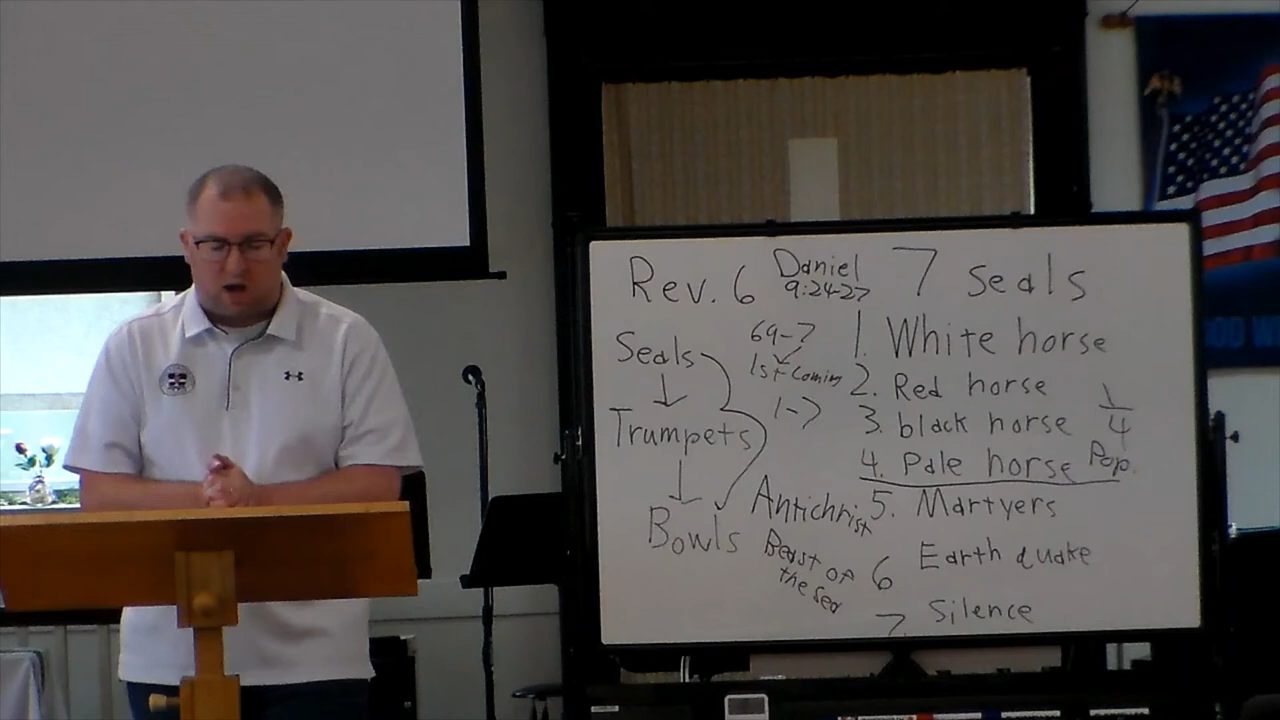 Rev. 6 Daniel 9:24-27 7 Seals
Seals
↓
Trumpets
↓
Bowls
69-7
1st Coming
1-7
Antichrist
Beast of
the Sea
1. White horse
2. Red horse
3. black horse
4. Pale horse
1/4
Pop.
5. Martyers
6 Earth quake
7. Silence